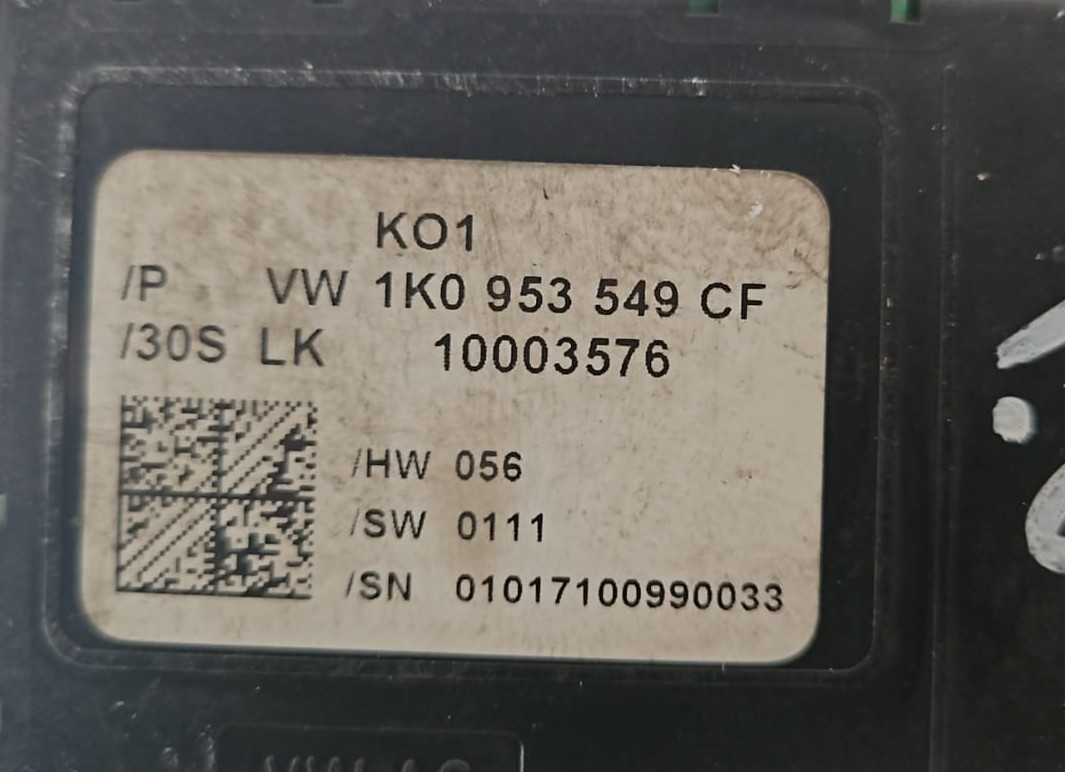 KO1
/P VW 1K0 953 549 CF
/30S LK 10003576
/HW 056
/SW 0111
/SN 01017100990033